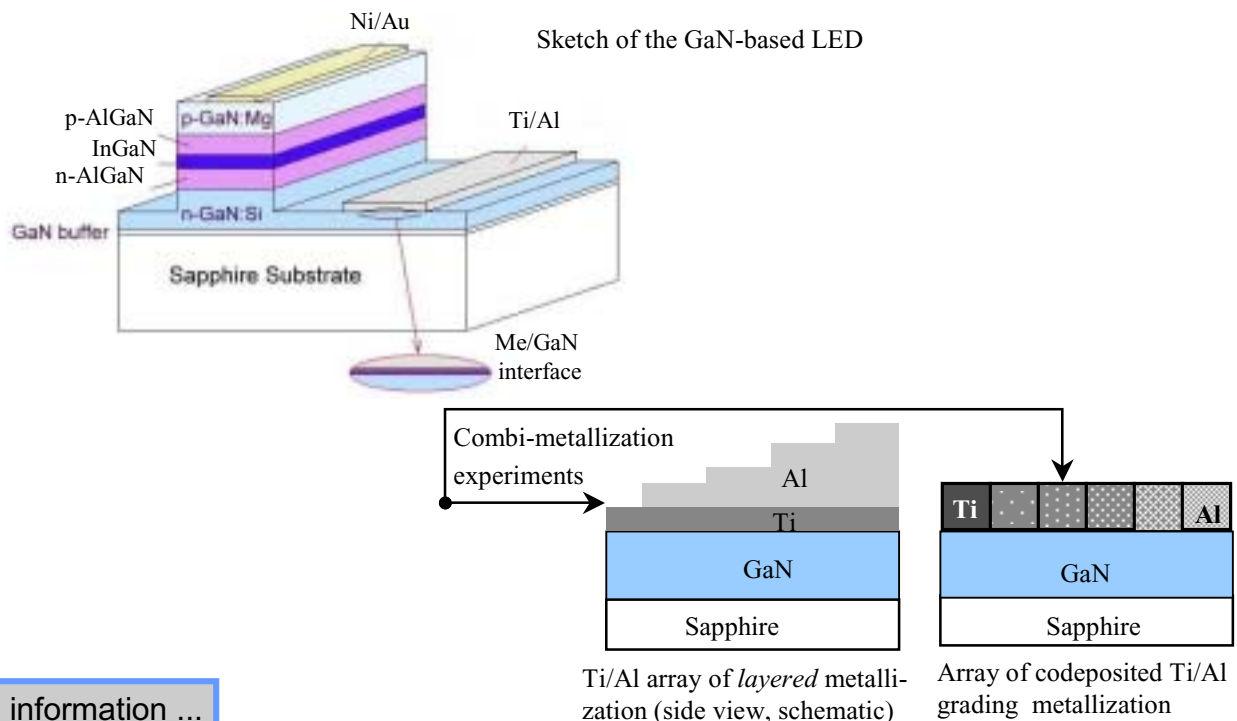 Ni/Au
Sketch of the GaN-based LED
p-AlGaN
p-GaN:Mg
Ti/Al
InGaN
n-AlGaN
n-GaN:Si
GaN buffer
Sapphire Substrate
Me/GaN
interface
Combi-metallization
experiments
Al
Ti
GaN
Sapphire
Ti/Al array of layered metalli-
zation (side view, schematic)
Ti
Al
GaN
Sapphire
Array of codeposited Ti/Al
grading metallization
information ...